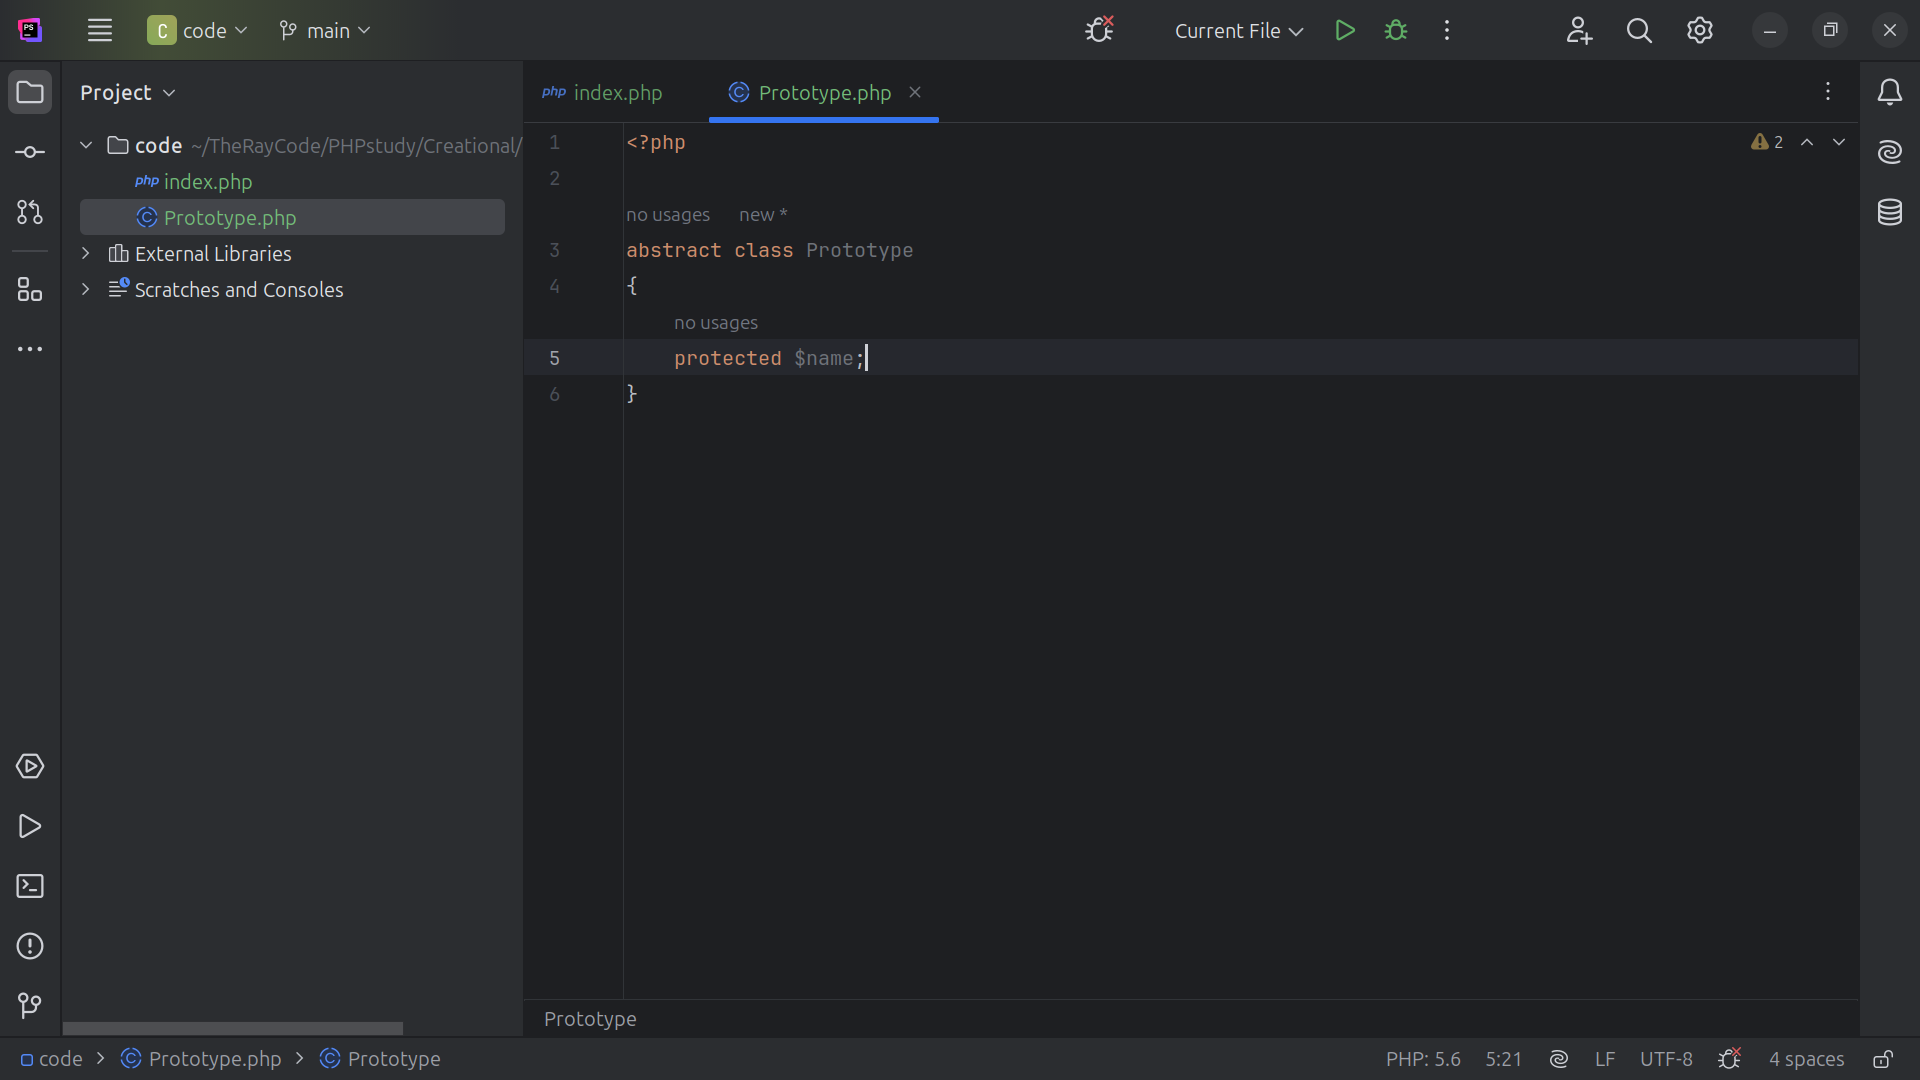 PS
C code main
Current File
Project
code ~/TheRayCode/PHPstudy/Creational/
php index.php
C Prototype.php
External Libraries
Scratches and Consoles
php index.php C Prototype.php
1 <?php
2
no usages new *
3 abstract class Prototype
4 {
no usages
5 protected $name;
6 }
2
Prototype
code > C Prototype.php > C Prototype
PHP: 5.6 5:21 LF UTF-8 4 spaces